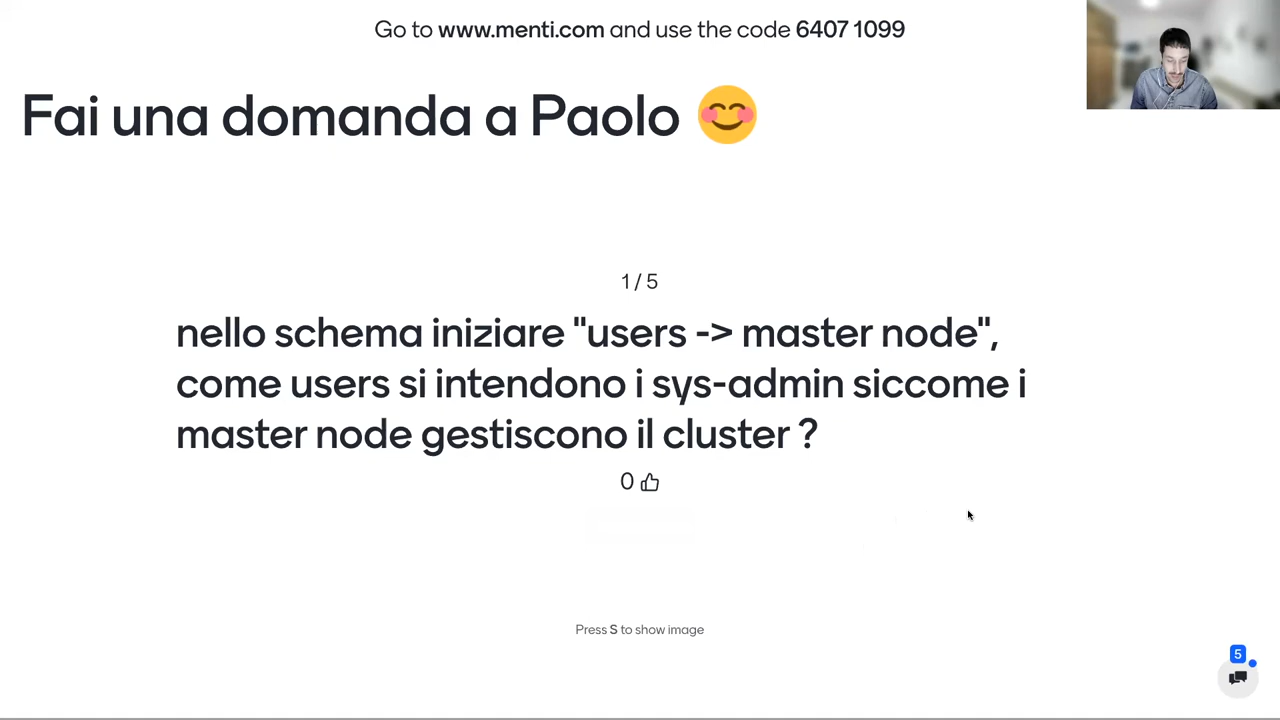 Go to www.menti.com and use the code 6407 1099
Fai una domanda a Paolo 😊
1 / 5
nello schema iniziare "users -> master node",
come users si intendono i sys-admin siccome i
master node gestiscono il cluster ?
0
Press S to show image
5